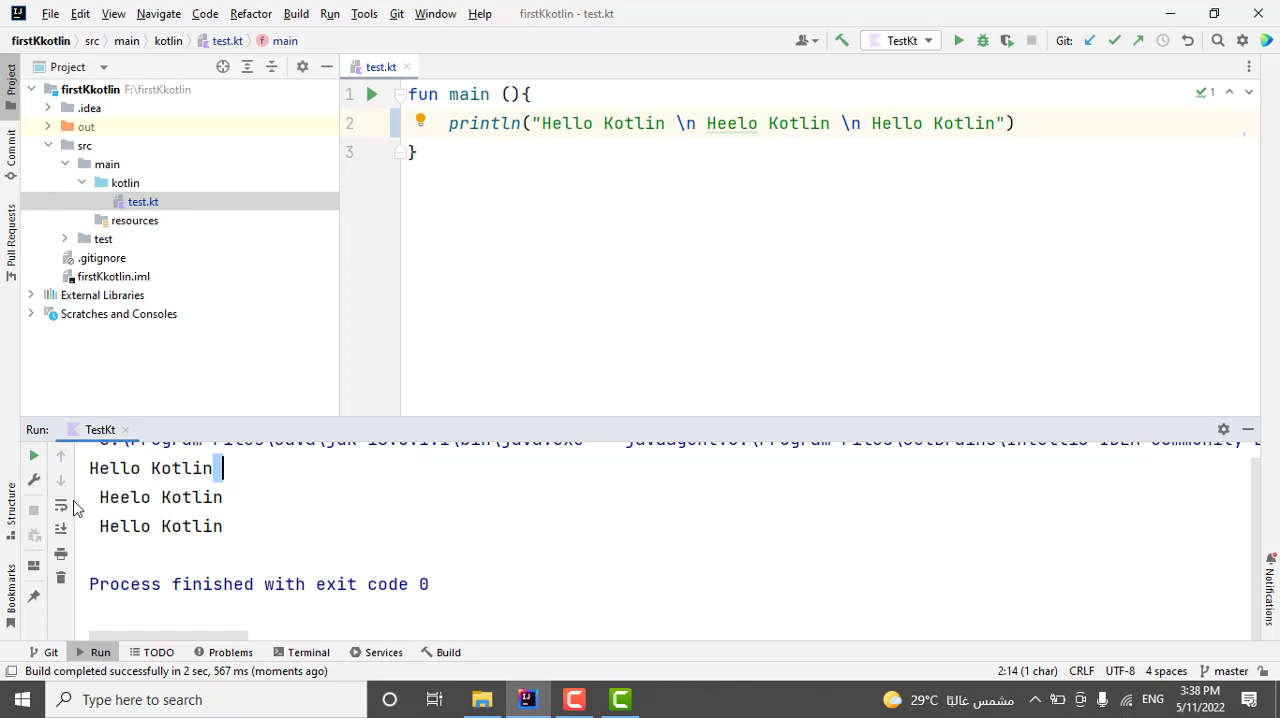 File Edit View Navigate Code Refactor Build Run Tools Git Window Help firstKkotlin - test.kt
firstKkotlin src main kotlin test.kt main TestKt Git:
Project
Project
test.kt
firstKkotlin F:\firstKkotlin
.idea
out
src
main
kotlin
test.kt
resources
test
.gitignore
firstKkotlin.iml
External Libraries
Scratches and Consoles
Commit
Pull Requests
1 fun main (){
2 println("Hello Kotlin \n Heelo Kotlin \n Hello Kotlin")
3 }
1
Run: TestKt
Hello Kotlin
Heelo Kotlin
Hello Kotlin
Process finished with exit code 0
Structure
Bookmarks
Notifications
Git Run TODO Problems Terminal Services Build
Build completed successfully in 2 sec, 567 ms (moments ago) 2:14 (1 char) CRLF UTF-8 4 spaces master
Type here to search 29°C مشمس غالبًا ENG 3:38 PM
5/11/2022